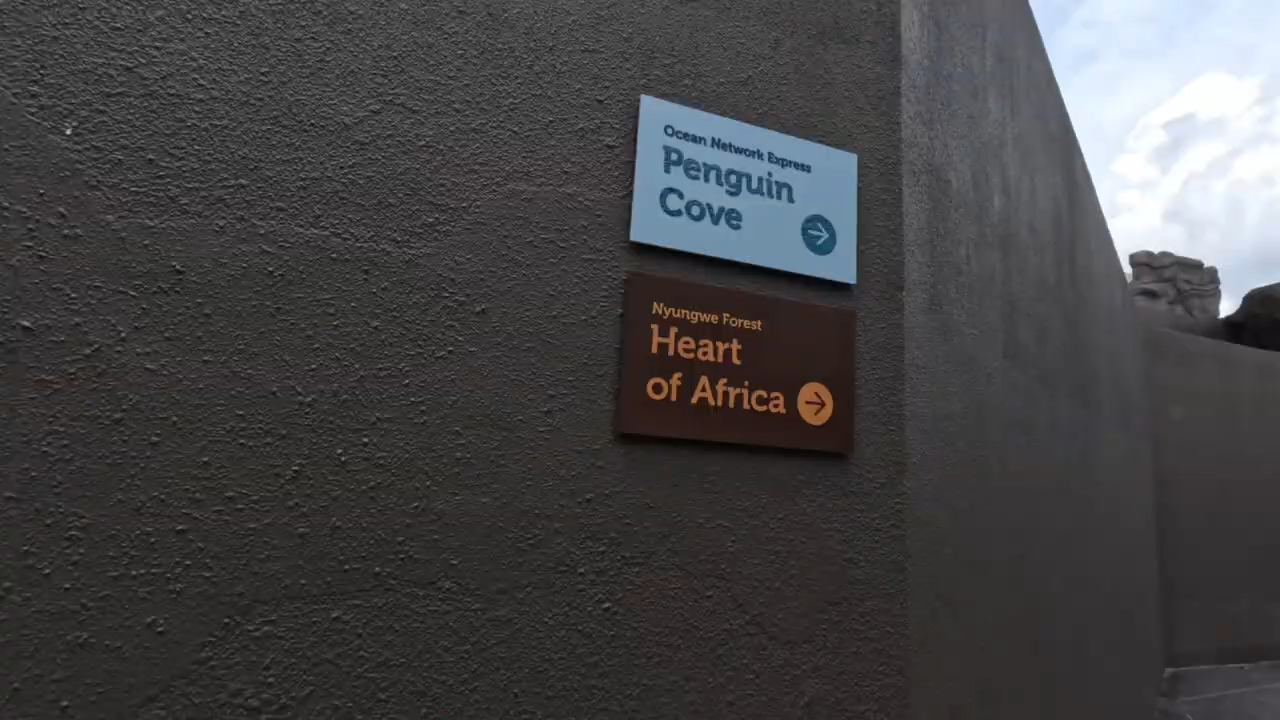 Ocean Network Express
Penguin
Cove
Nyungwe Forest
Heart
of Africa